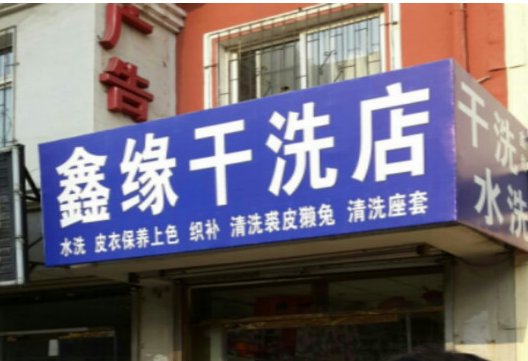 广告
鑫缘干洗店
水洗 皮衣保养上色 织补 清洗裘皮獭兔 清洗座套
干洗
水洗